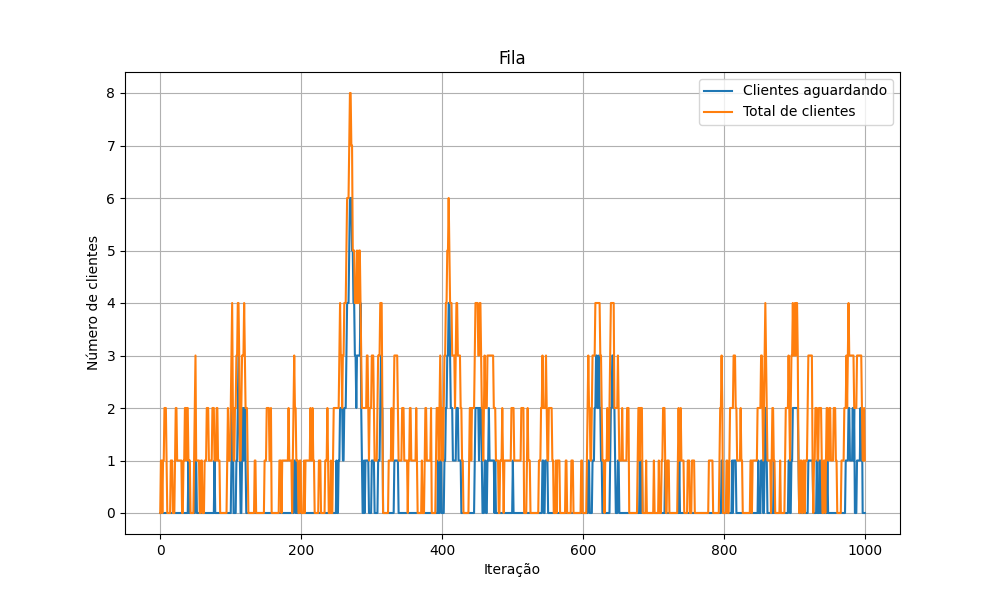 Fila
Clientes aguardando
Total de clientes
Número de clientes
8
7
6
5
4
3
2
1
0
0 200 400 600 800 1000
Iteração